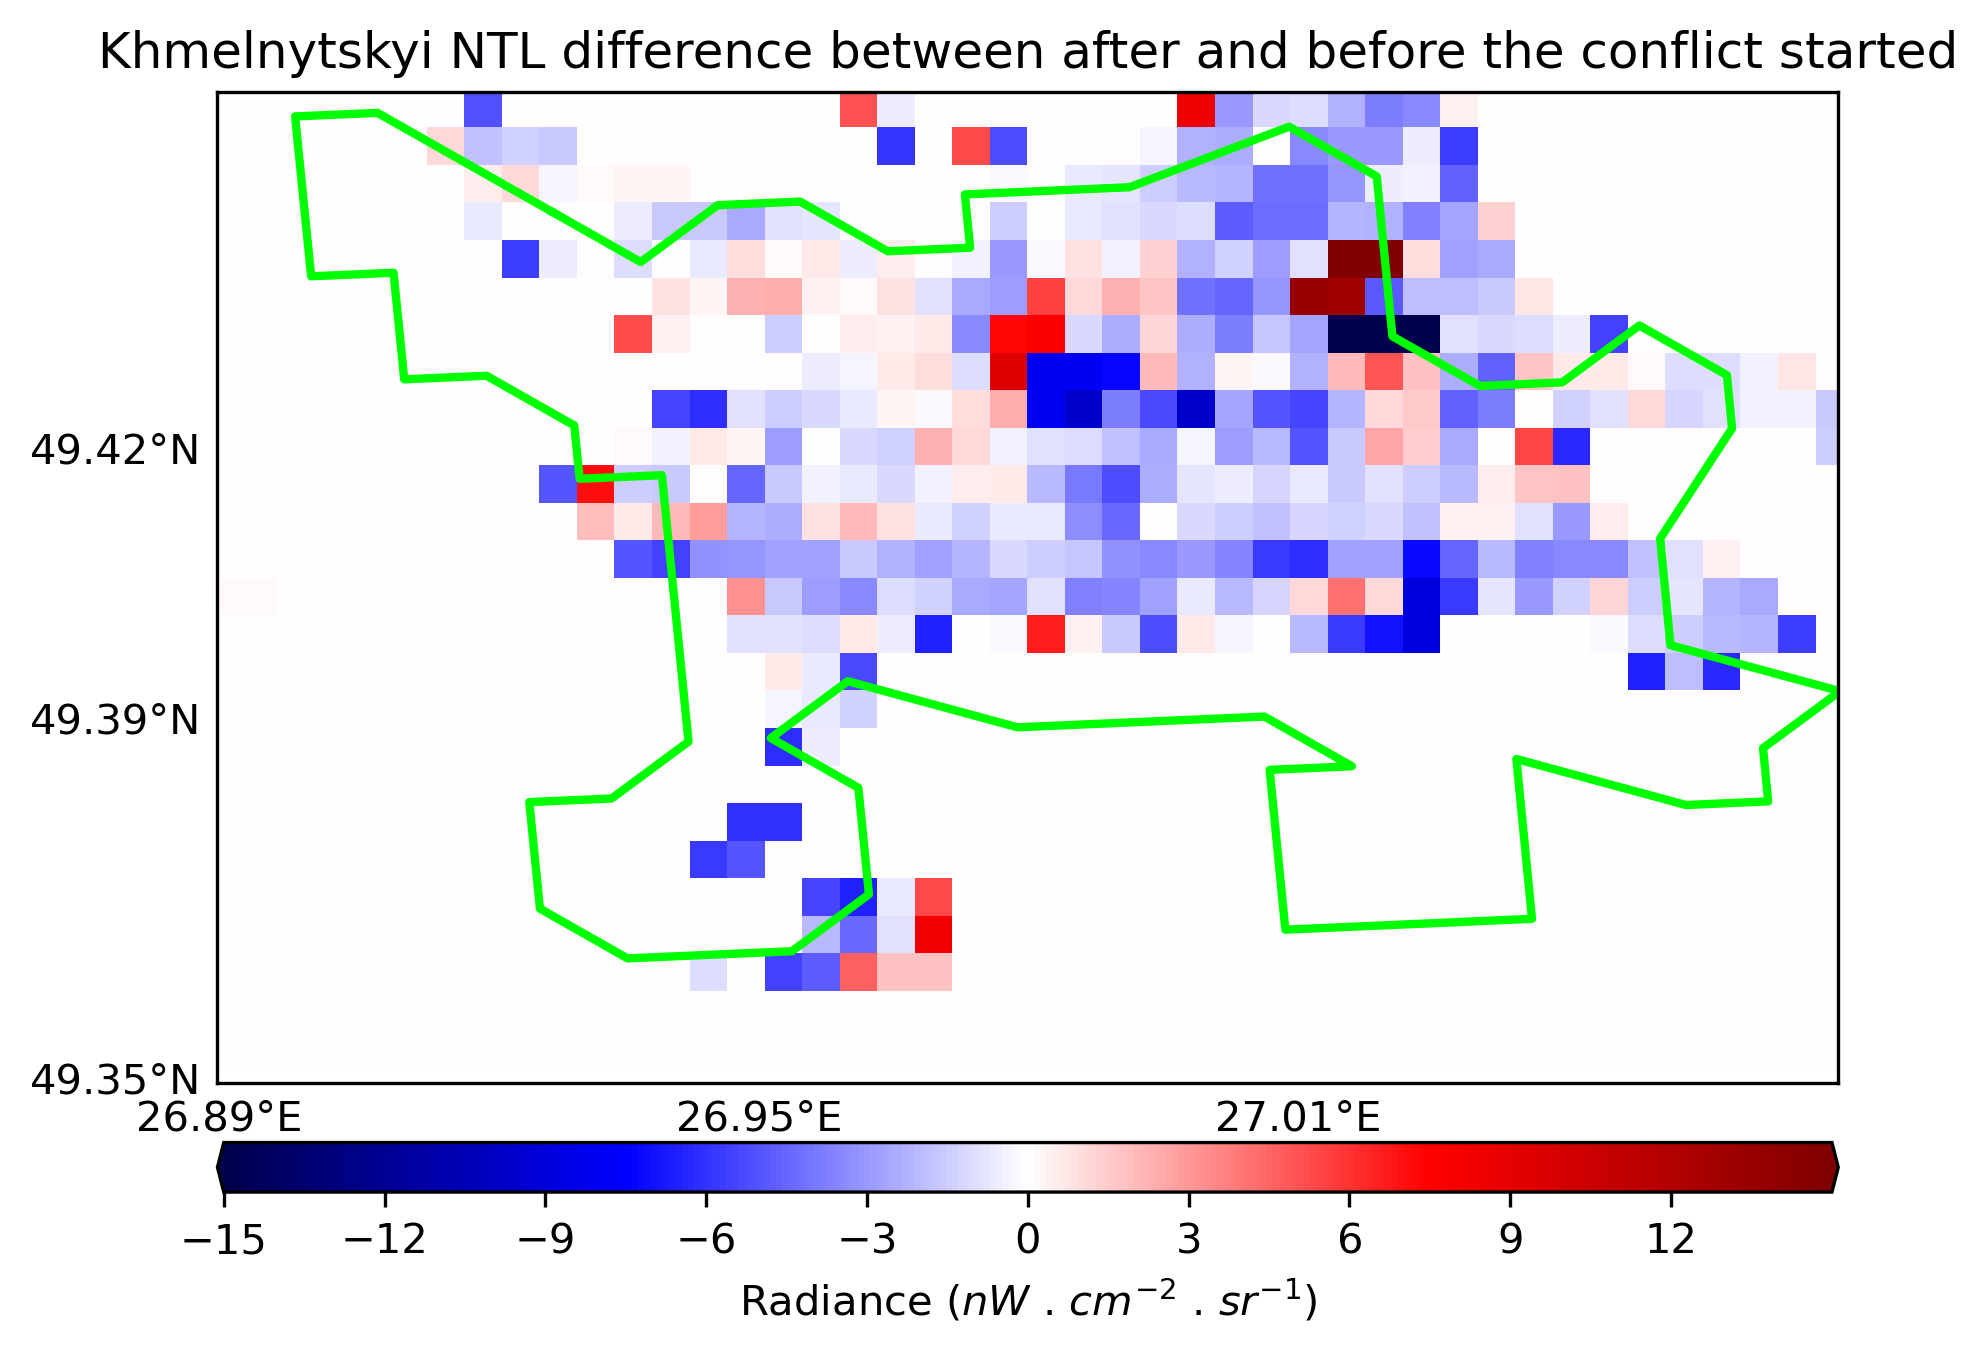 Khmelnytskyi NTL difference between after and before the conflict started
49.42°N
49.39°N
49.35°N
26.89°E 26.95°E 27.01°E
−15 −12 −9 −6 −3 0 3 6 9 12
Radiance (nW . cm⁻² . sr⁻¹)